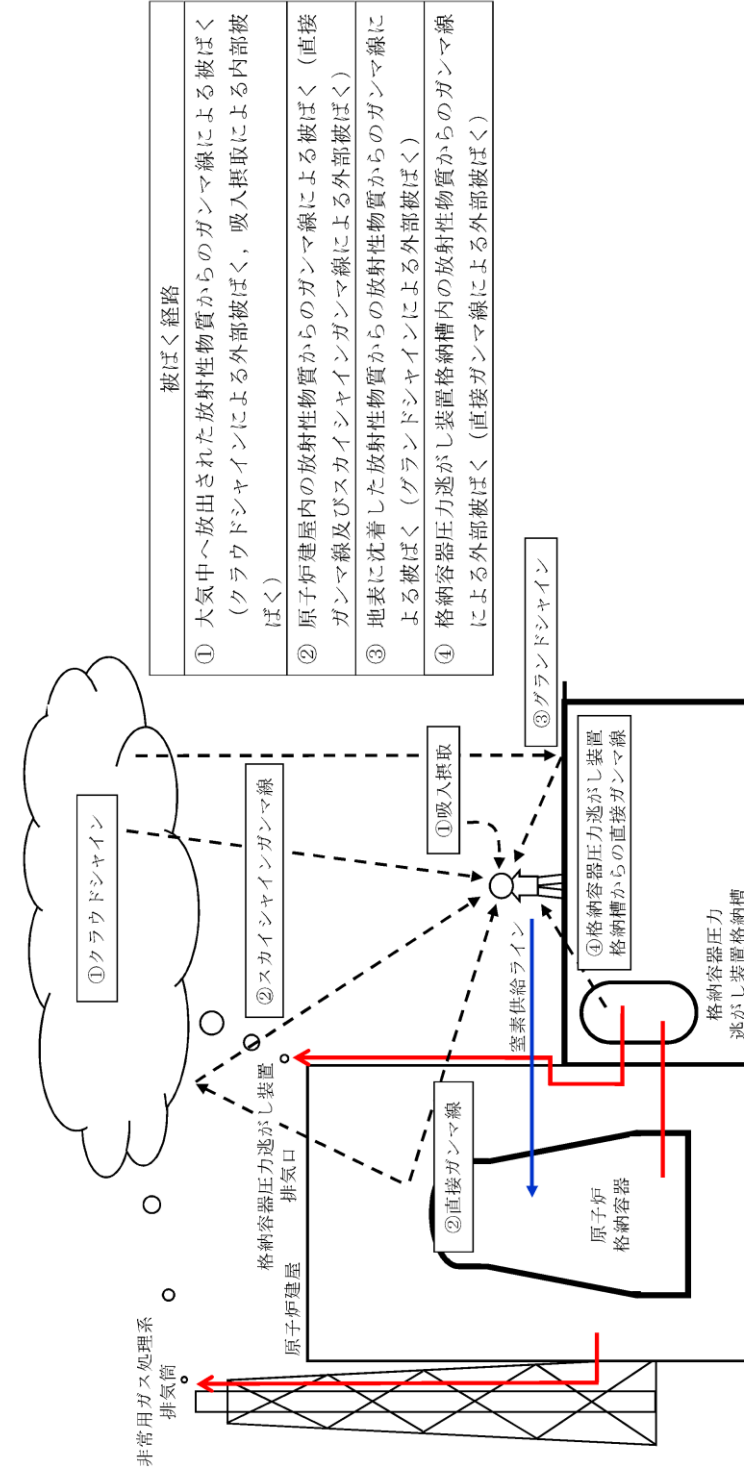 被ばく経路
① 大気中へ放出された放射性物質からのガンマ線による被ばく
（クラウドシャインによる外部被ばく，吸入摂取による内部被
ばく）
② 原子炉建屋内の放射性物質からのガンマ線による被ばく（直接
ガンマ線及びスカイシャインガンマ線による外部被ばく）
③ 地表に沈着した放射性物質からの放射性物質からのガンマ線に
よる被ばく（グランドシャインによる外部被ばく）
④ 格納容器圧力逃がし装置格納槽内の放射性物質からのガンマ線
による外部被ばく（直接ガンマ線による外部被ばく）
①クラウドシャイン
②スカイシャインガンマ線
①吸入摂取
③グランドシャイン
非常用ガス処理系
排気筒
格納容器圧力逃がし装置
排気口
原子炉建屋
②直接ガンマ線
窒素供給ライン
④格納容器圧力逃がし装置
格納槽からの直接ガンマ線
原子炉
格納容器
格納容器圧力
逃がし装置格納槽